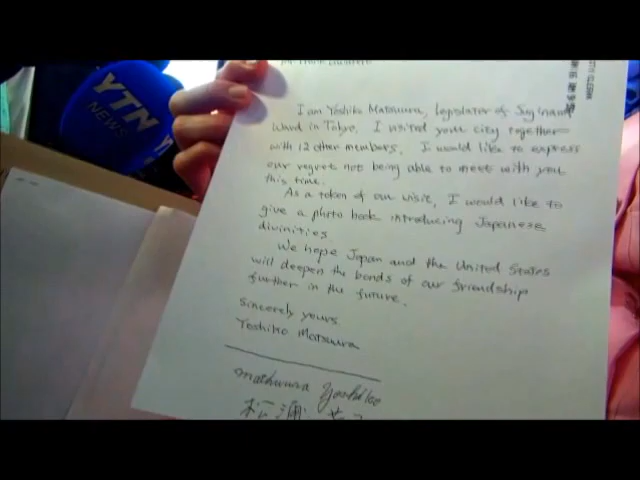 YTN
NEWS
I am Yoshiko Matsuura, Legislator of Suginami
Ward in Tokyo, I visited your city together
with 12 other members. I would like to express
our regret not being able to meet with you
this time.
As a token of our visit, I would like to
give a photo book introducing Japanese
divinities.
We hope Japan and the United States
will deepen the bonds of our friendship
further in the future.
Sincerely yours
Yoshiko Matsuura
Yoshiko
松浦